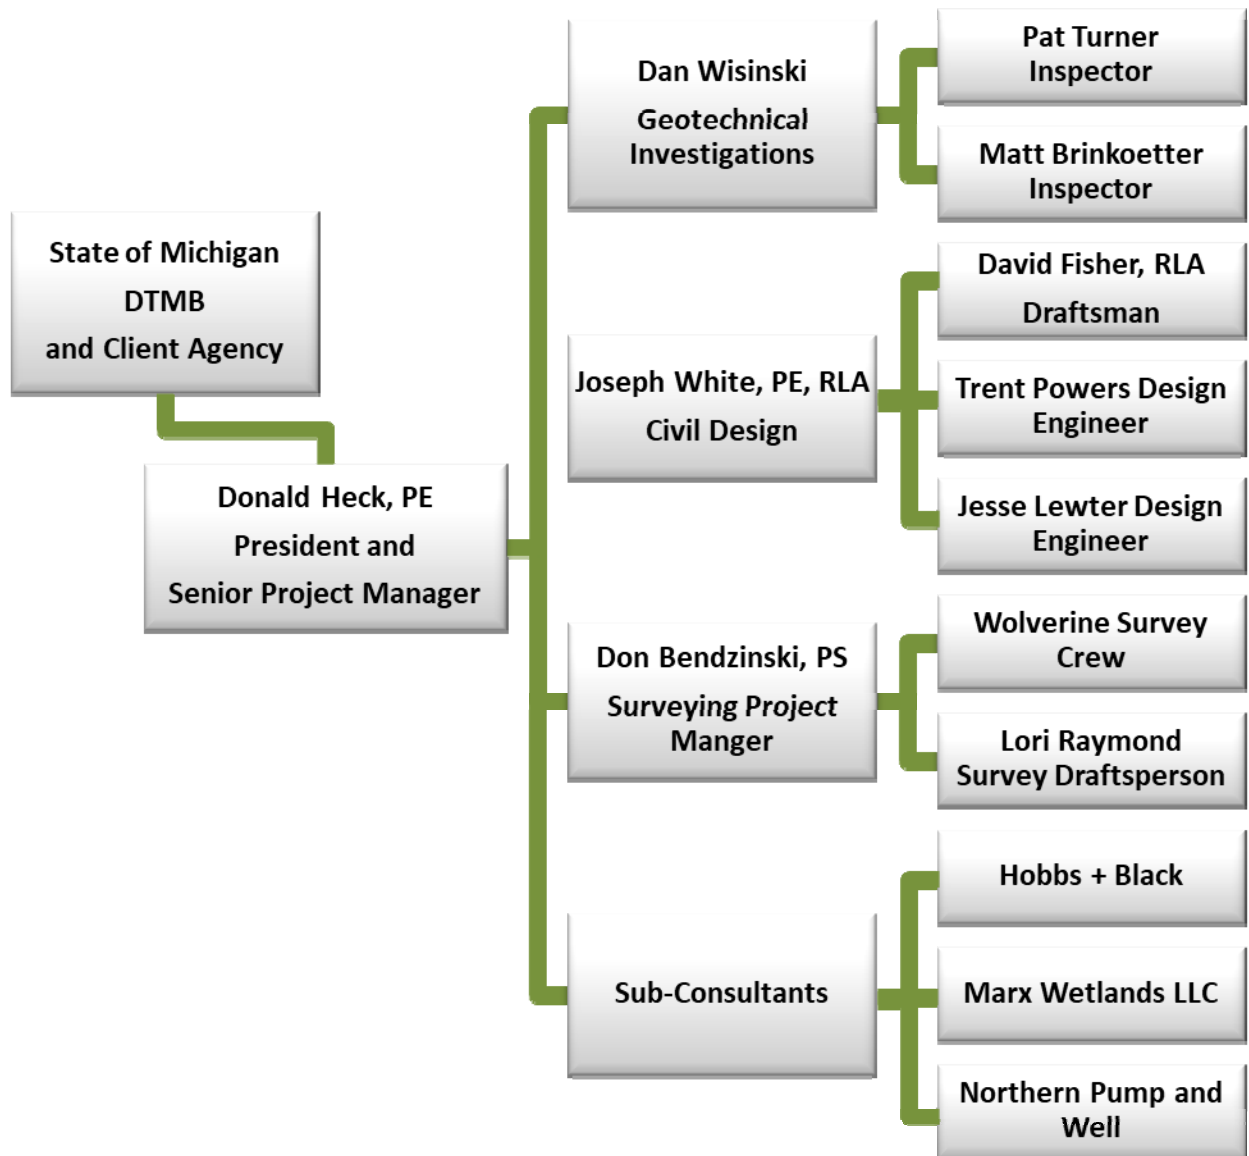 State of Michigan
DTMB
and Client Agency
Donald Heck, PE
President and
Senior Project Manager
Dan Wisinski
Geotechnical
Investigations
Pat Turner
Inspector
Matt Brinkoetter
Inspector
Joseph White, PE, RLA
Civil Design
David Fisher, RLA
Draftsman
Trent Powers Design
Engineer
Jesse Lewter Design
Engineer
Don Bendzinski, PS
Surveying Project
Manger
Wolverine Survey
Crew
Lori Raymond
Survey Draftsperson
Sub-Consultants
Hobbs + Black
Marx Wetlands LLC
Northern Pump and
Well